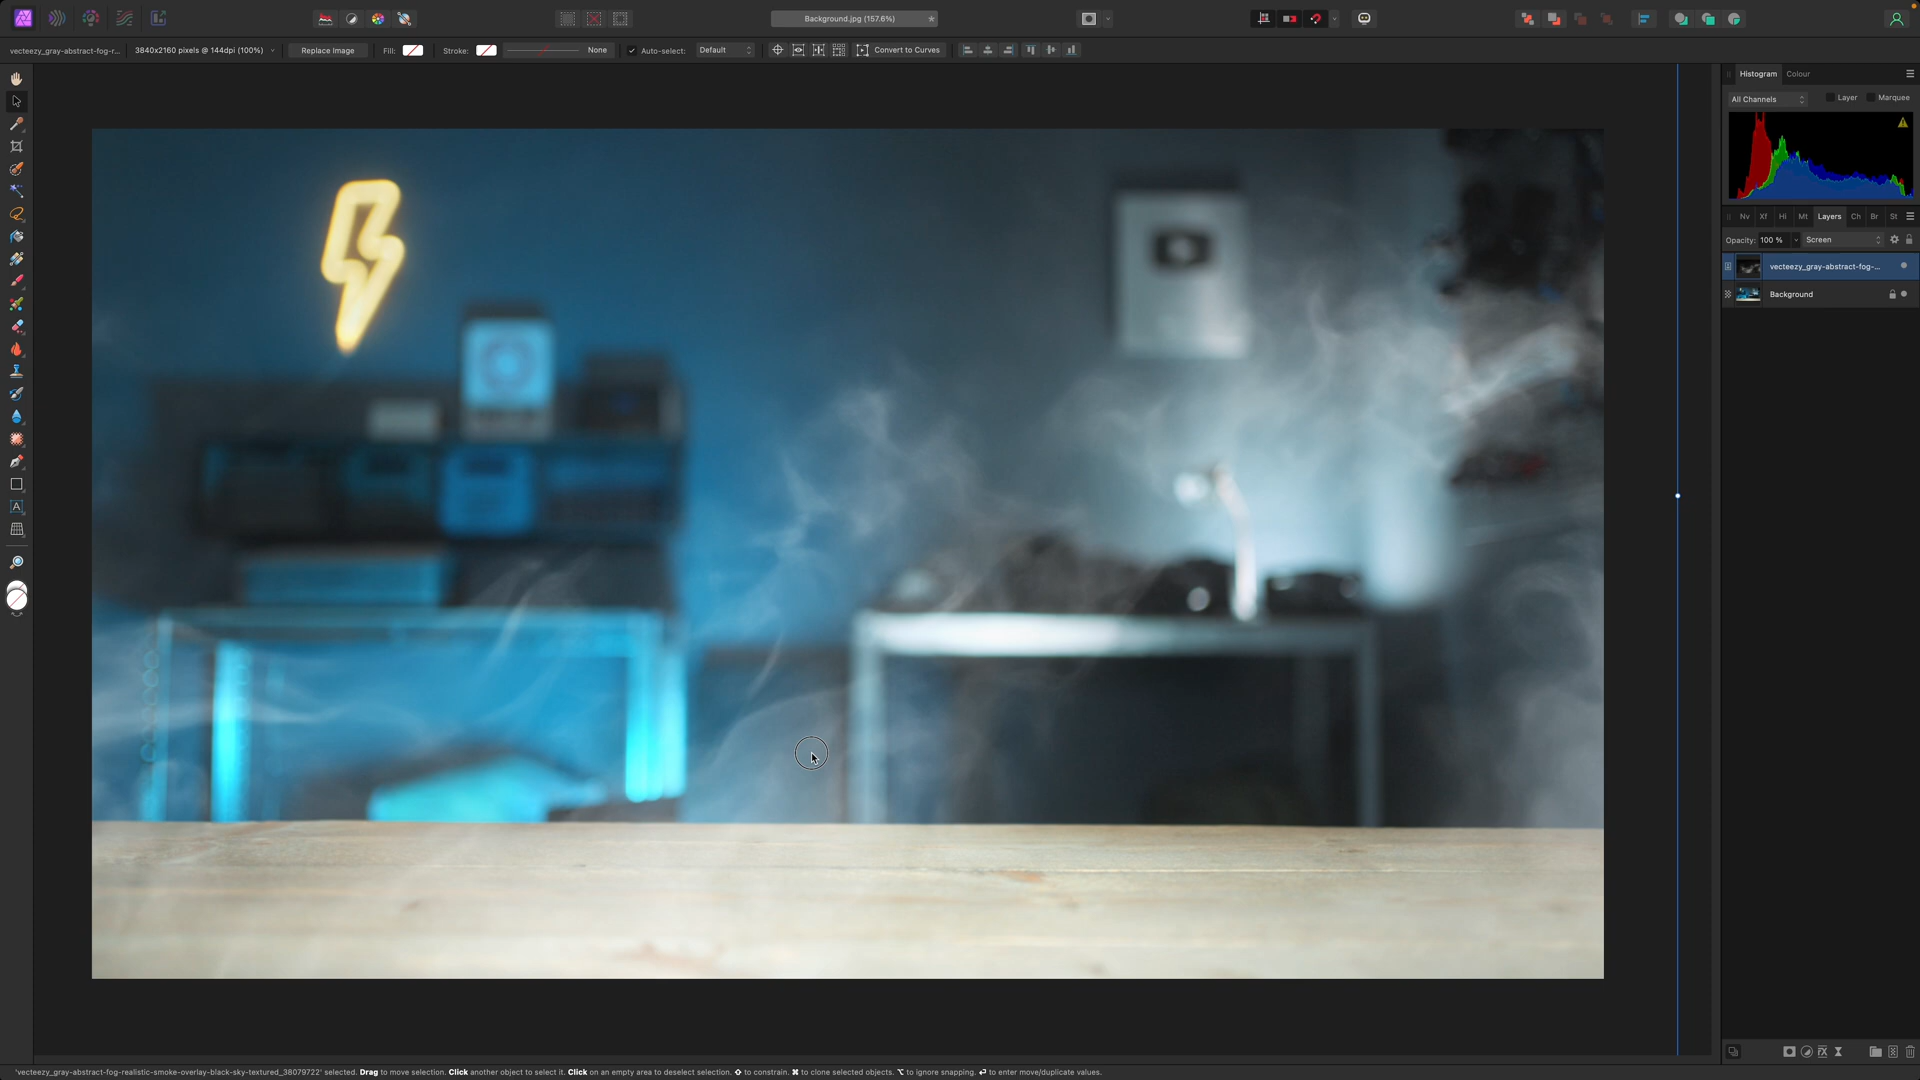 Background.jpg (157.6%)
vecteezy_gray-abstract-fog-r...
3840x2160 pixels @ 144dpi (100%)
Replace Image
Fill:
Stroke:
None
Auto-select:
Default
Convert to Curves
Histogram
Colour
All Channels
Layer
Marquee
Nv
Xf
Hi
Mt
Layers
Ch
Br
St
Opacity:
100 %
Screen
vecteezy_gray-abstract-fog-...
Background
'vecteezy_gray-abstract-fog-realistic-smoke-overlay-black-sky-textured_38079722' selected. Drag to move selection. Click another object to select it. Click on an empty area to deselect selection. ⇧ to constrain. ⌘ to clone selected objects. ⌥ to ignore snapping. ⏎ to enter move/duplicate values.